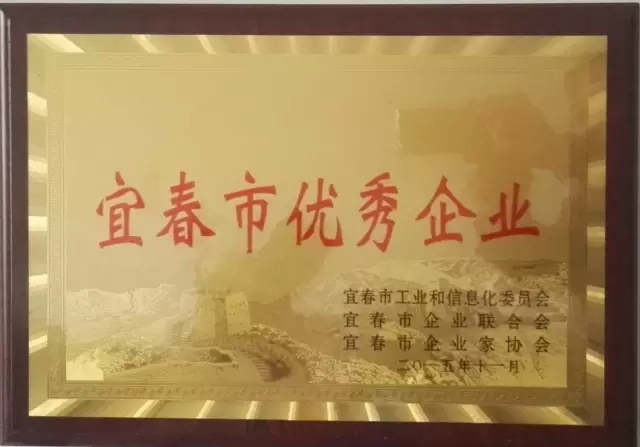 宜春市优秀企业
宜春市工业和信息化委员会
宜春市企业联合会
宜春市企业家协会
二〇一五年十一月